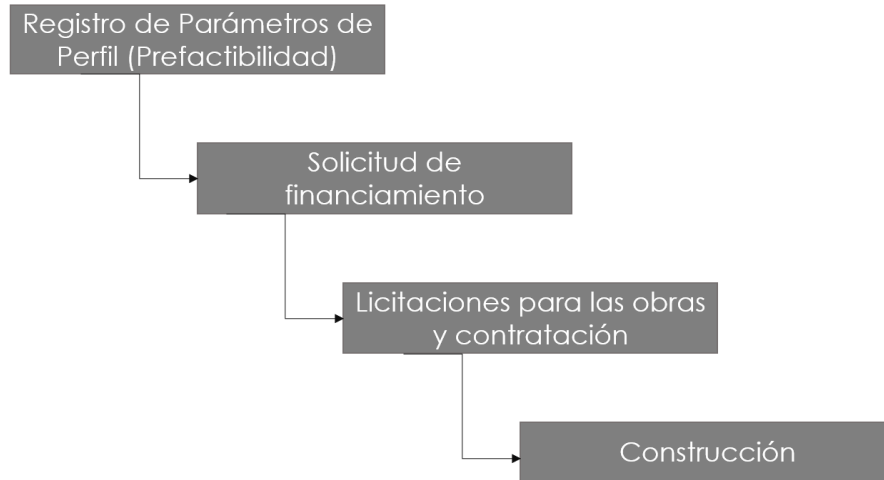 Registro de Parámetros de
Perfil (Prefactibilidad)
Solicitud de
financiamiento
Licitaciones para las obras
y contratación
Construcción